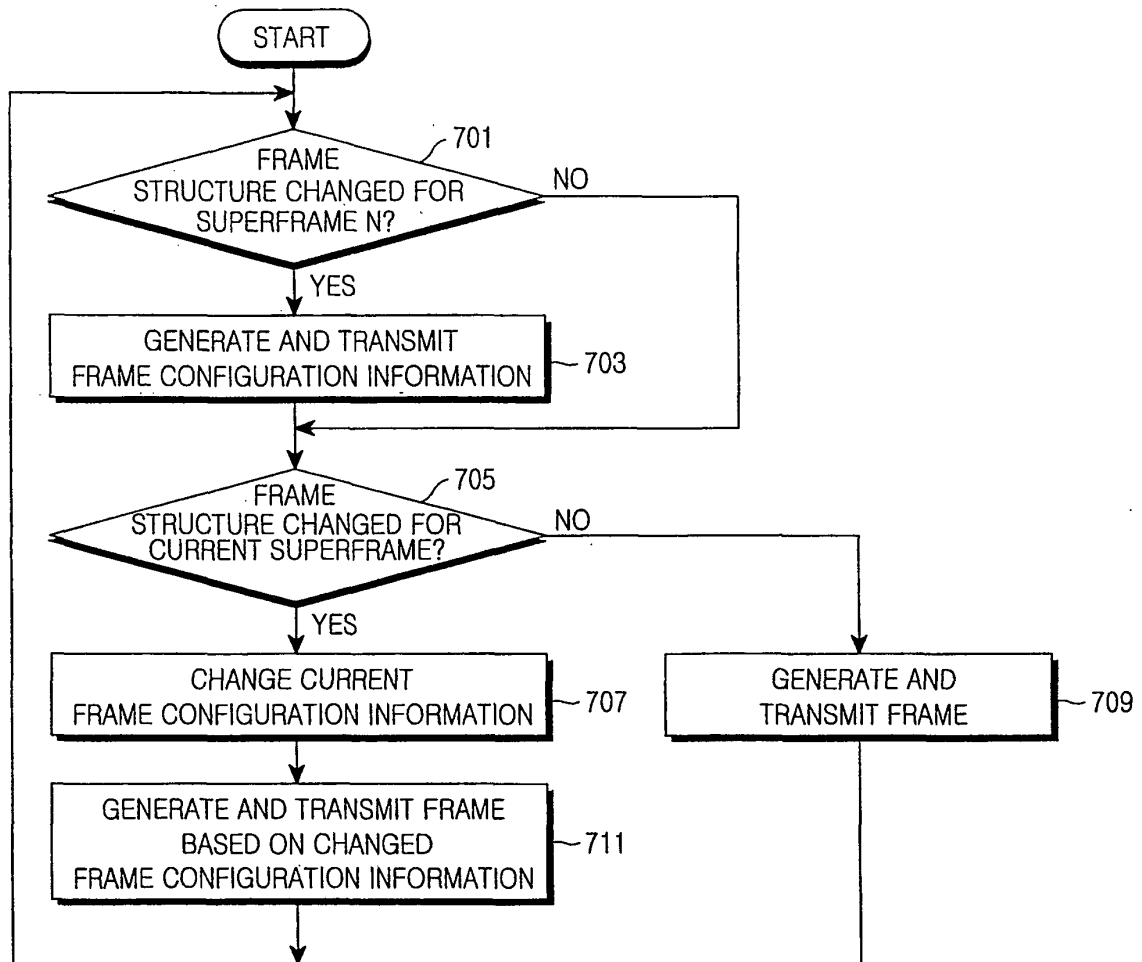 START
701
FRAME
STRUCTURE CHANGED FOR
SUPERFRAME N?
NO
YES
GENERATE AND TRANSMIT
FRAME CONFIGURATION INFORMATION
703
705
FRAME
STRUCTURE CHANGED FOR
CURRENT SUPERFRAME?
NO
YES
CHANGE CURRENT
FRAME CONFIGURATION INFORMATION
707
GENERATE AND
TRANSMIT FRAME
709
GENERATE AND TRANSMIT FRAME
BASED ON CHANGED
FRAME CONFIGURATION INFORMATION
711